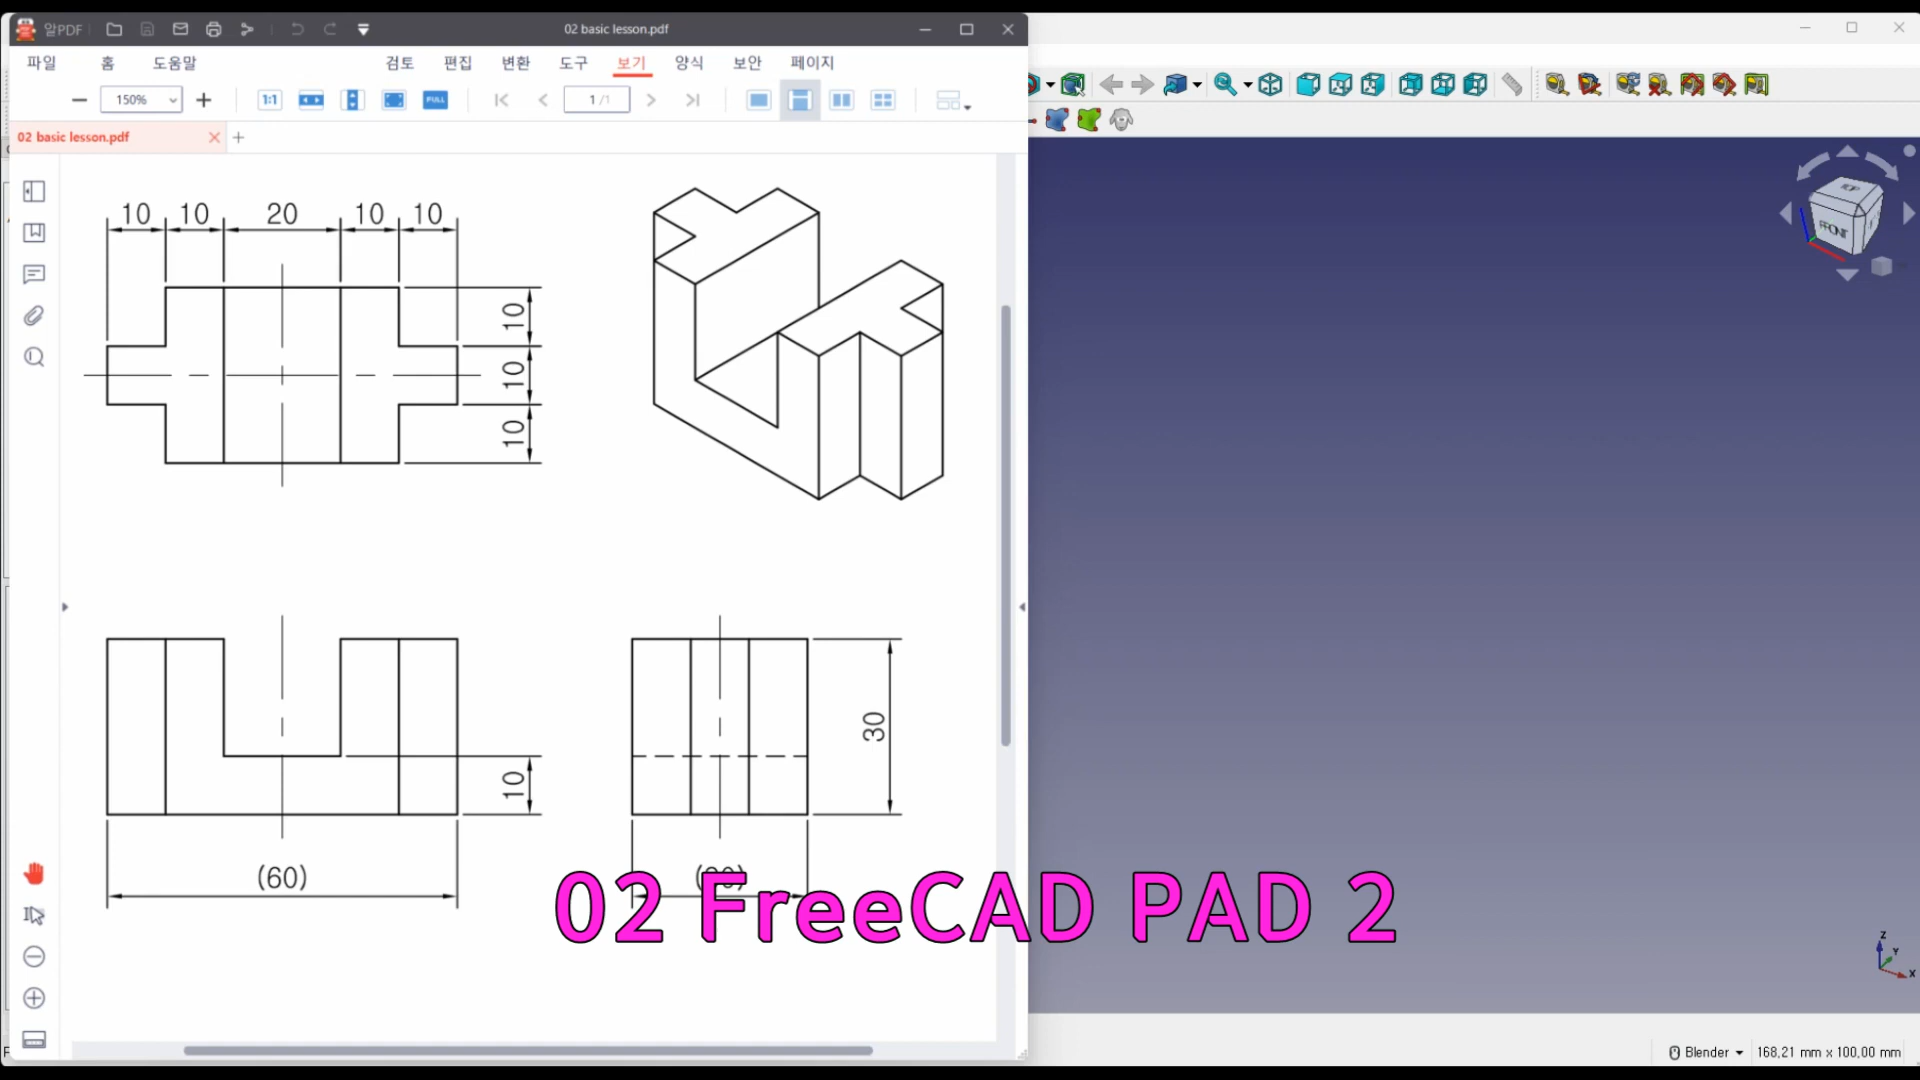 알PDF
02 basic lesson.pdf
파일 홈 도움말 검토 편집 변환 도구 보기 양식 보안 페이지
150% 1:1 FULL 1 /1
02 basic lesson.pdf
10 10 20 10 10
10
10
10
TOP
FRONT
30
10
(60)
02 FreeCAD PAD 2
Z
Y
X
Blender 168,21 mm x 100,00 mm